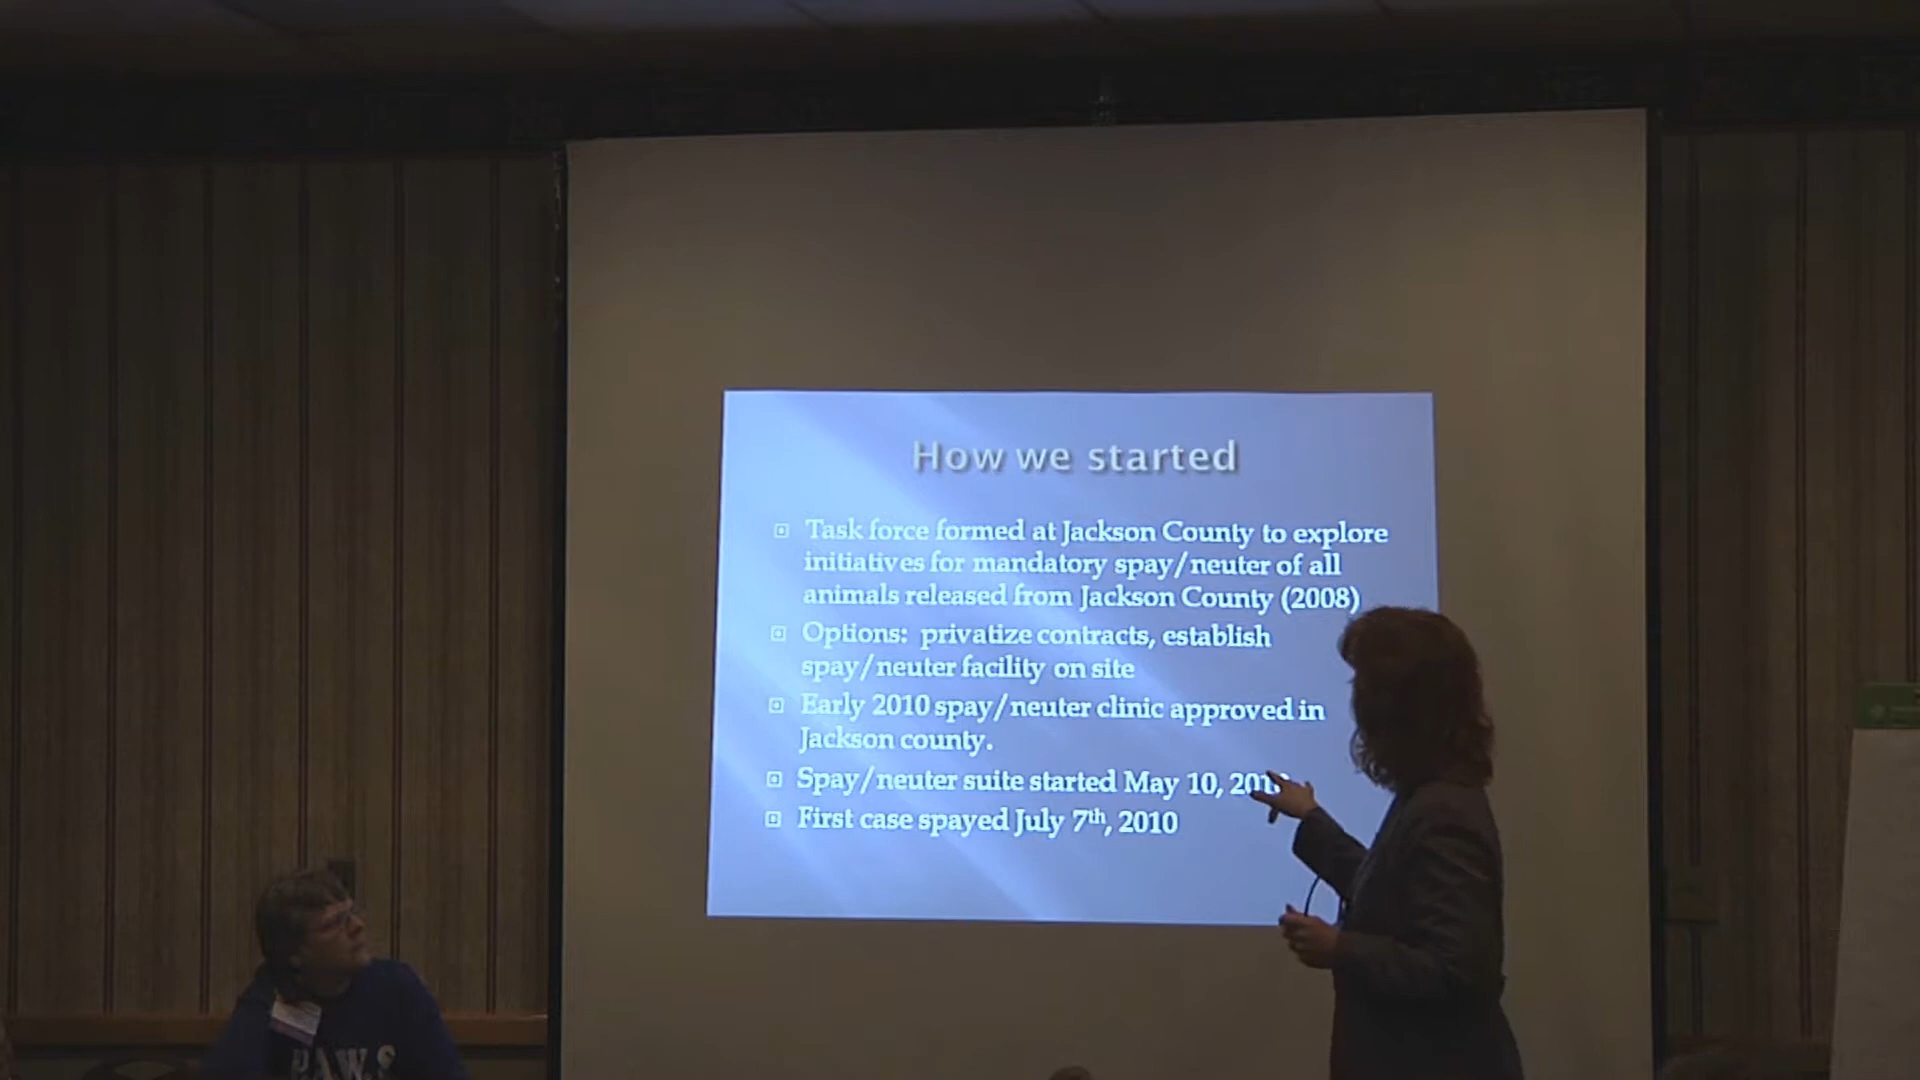 How we started
Task force formed at Jackson County to explore
initiatives for mandatory spay/neuter of all
animals released from Jackson County (2008)
Options: privatize contracts, establish
spay/neuter facility on site
Early 2010 spay/neuter clinic approved in
Jackson county.
Spay/neuter suite started May 10,
First case spayed July 7th, 2010